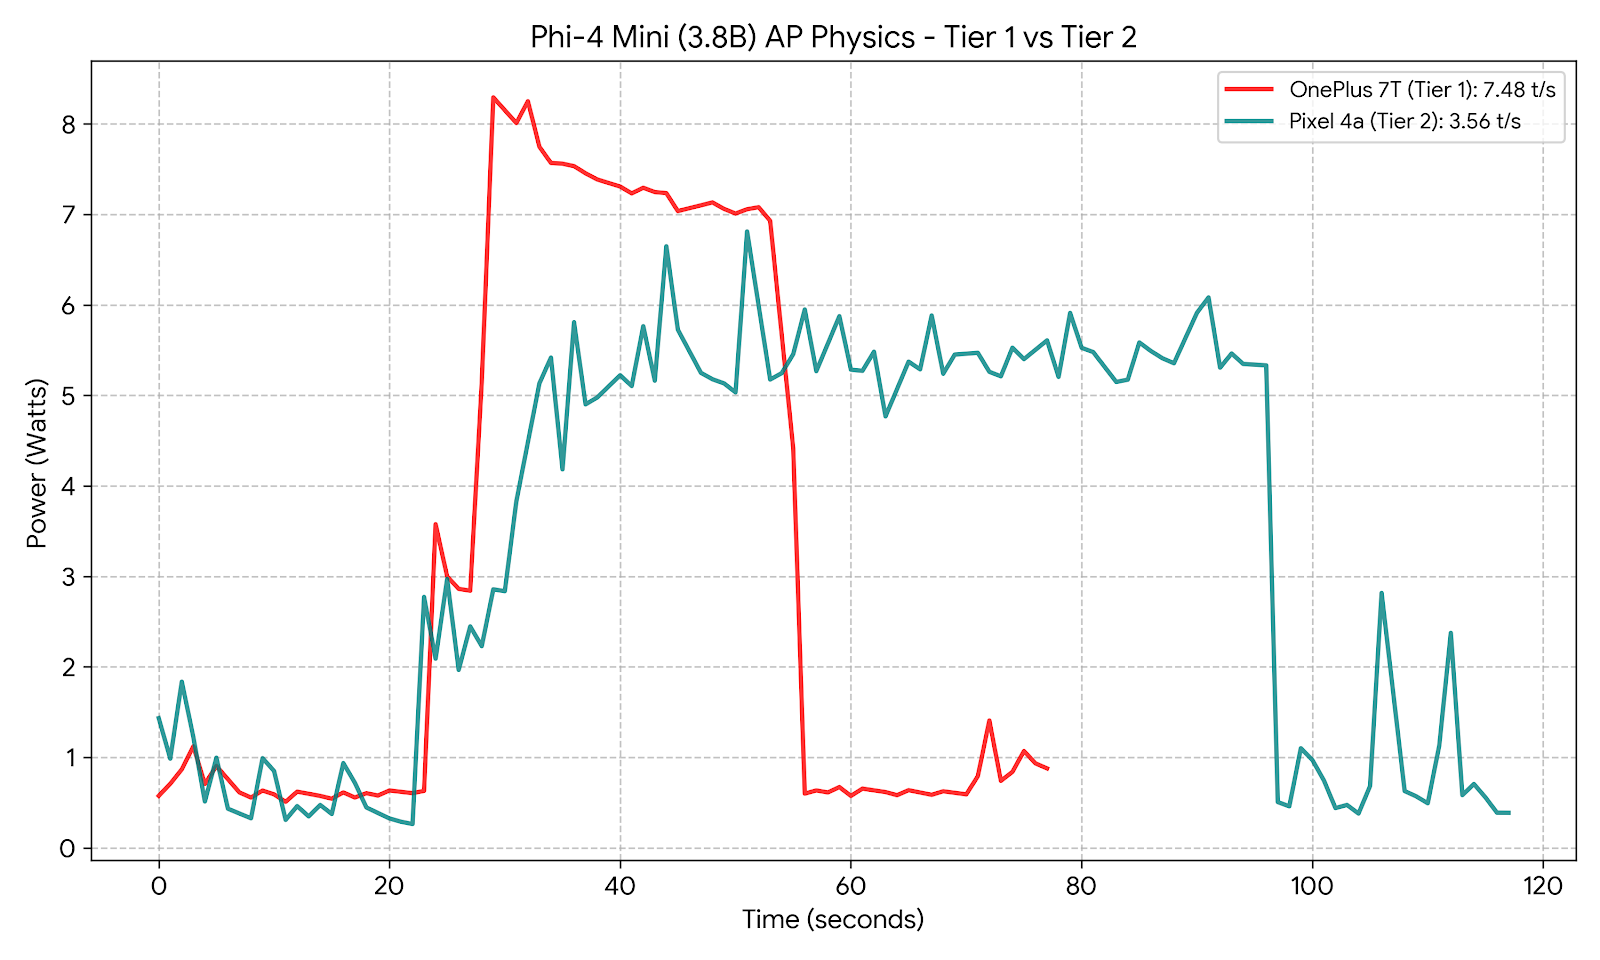 Phi-4 Mini (3.8B) AP Physics - Tier 1 vs Tier 2
OnePlus 7T (Tier 1): 7.48 t/s
Pixel 4a (Tier 2): 3.56 t/s
Power (Watts)
8
7
6
5
4
3
2
1
0
0 20 40 60 80 100 120
Time (seconds)